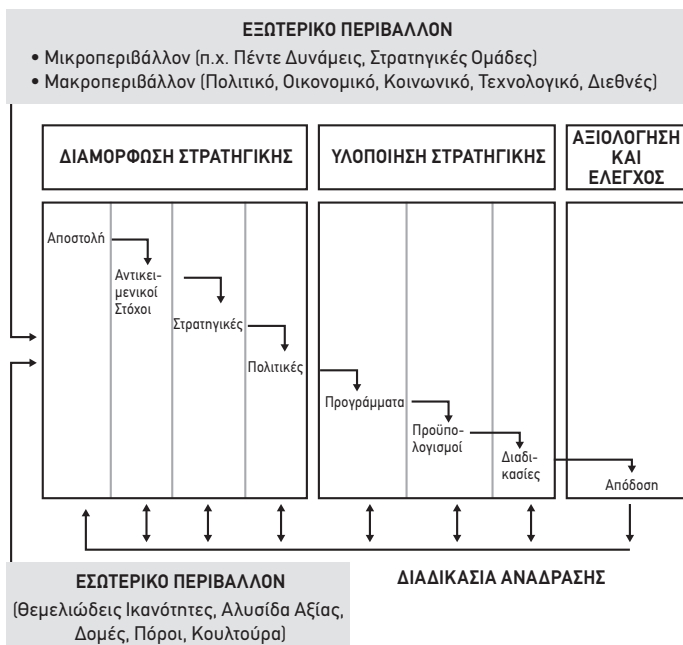 ΕΞΩΤΕΡΙΚΟ ΠΕΡΙΒΑΛΛΟΝ
• Μικροπεριβάλλον (π.χ. Πέντε Δυνάμεις, Στρατηγικές Ομάδες)
• Μακροπεριβάλλον (Πολιτικό, Οικονομικό, Κοινωνικό, Τεχνολογικό, Διεθνές)
ΔΙΑΜΟΡΦΩΣΗ ΣΤΡΑΤΗΓΙΚΗΣ
ΥΛΟΠΟΙΗΣΗ ΣΤΡΑΤΗΓΙΚΗΣ
ΑΞΙΟΛΟΓΗΣΗ
ΚΑΙ
ΕΛΕΓΧΟΣ
Αποστολή
Αντικει-
μενικοί
Στόχοι
Στρατηγικές
Πολιτικές
Προγράμματα
Προϋπο-
λογισμοί
Διαδι-
κασίες
Απόδοση
ΕΣΩΤΕΡΙΚΟ ΠΕΡΙΒΑΛΛΟΝ
(Θεμελιώδεις Ικανότητες, Αλυσίδα Αξίας,
Δομές, Πόροι, Κουλτούρα)
ΔΙΑΔΙΚΑΣΙΑ ΑΝΑΔΡΑΣΗΣ